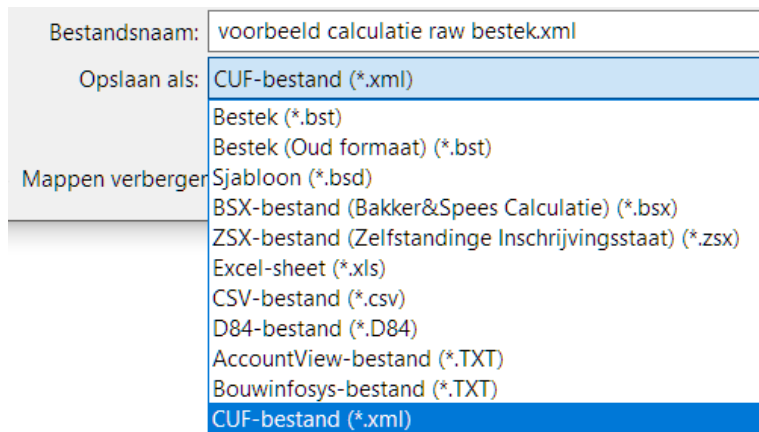 Bestandsnaam: voorbeeld calculatie raw bestek.xml
Opslaan als: CUF-bestand (*.xml)
Bestek (*.bst)
Bestek (Oud formaat) (*.bst)
Mappen verberger Sjabloon (*.bsd)
BSX-bestand (Bakker&Spees Calculatie) (*.bsx)
ZSX-bestand (Zelfstandinge Inschrijvingsstaat) (*.zsx)
Excel-sheet (*.xls)
CSV-bestand (*.csv)
D84-bestand (*.D84)
AccountView-bestand (*.TXT)
Bouwinfosys-bestand (*.TXT)
CUF-bestand (*.xml)